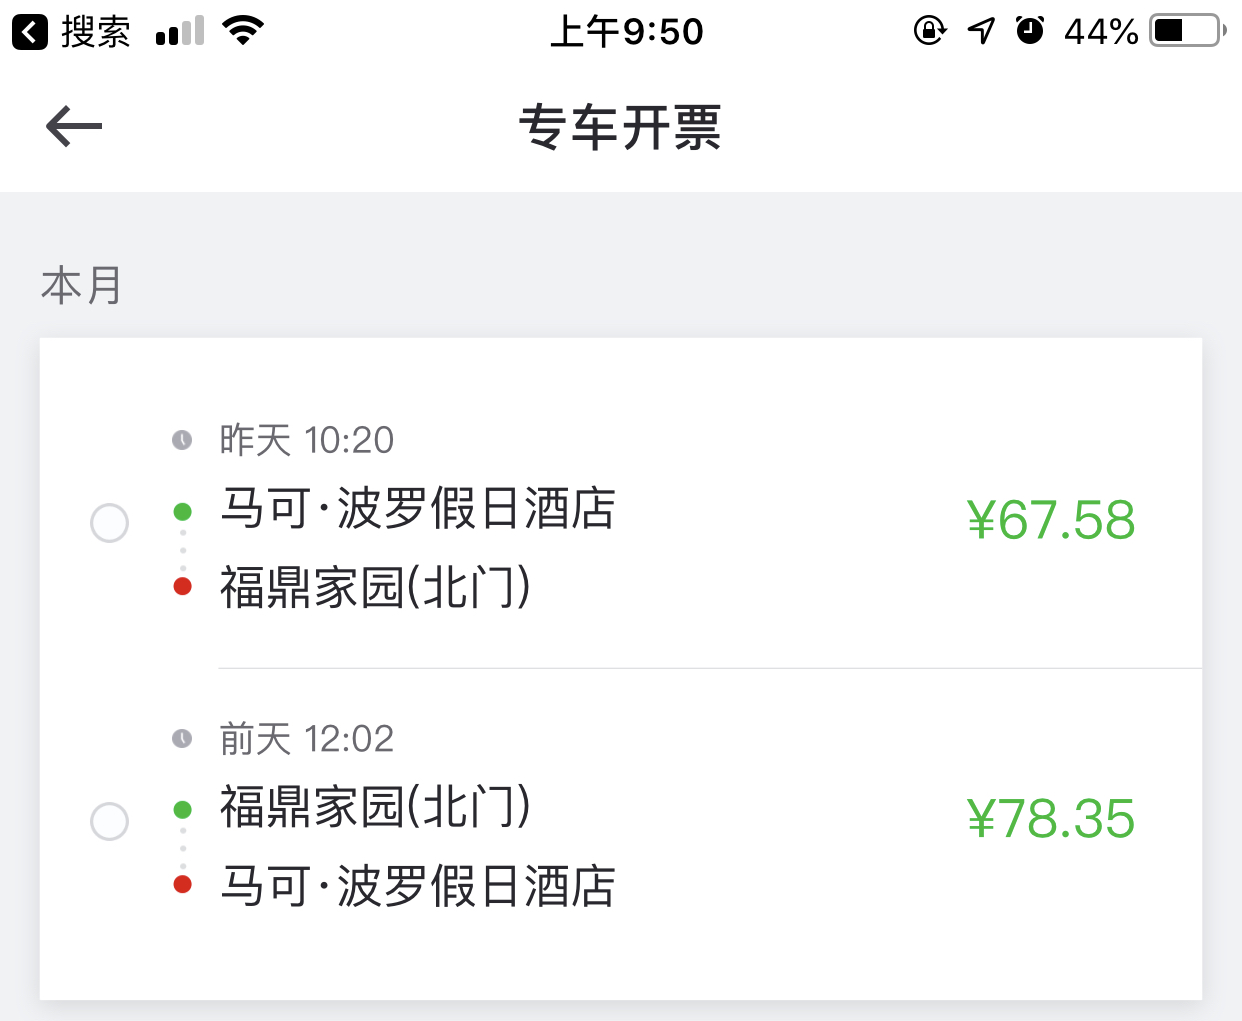 搜索
上午9:50
44%
专车开票
本月
昨天 10:20
马可·波罗假日酒店
¥67.58
福鼎家园(北门)
前天 12:02
福鼎家园(北门)
¥78.35
马可·波罗假日酒店